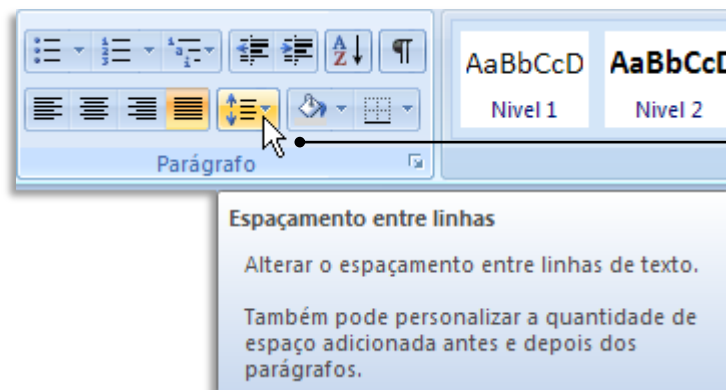 AaBbCcD AaBbCcD
Nivel 1 Nivel 2
Parágrafo
Espaçamento entre linhas
Alterar o espaçamento entre linhas de texto.
Também pode personalizar a quantidade de
espaço adicionada antes e depois dos
parágrafos.